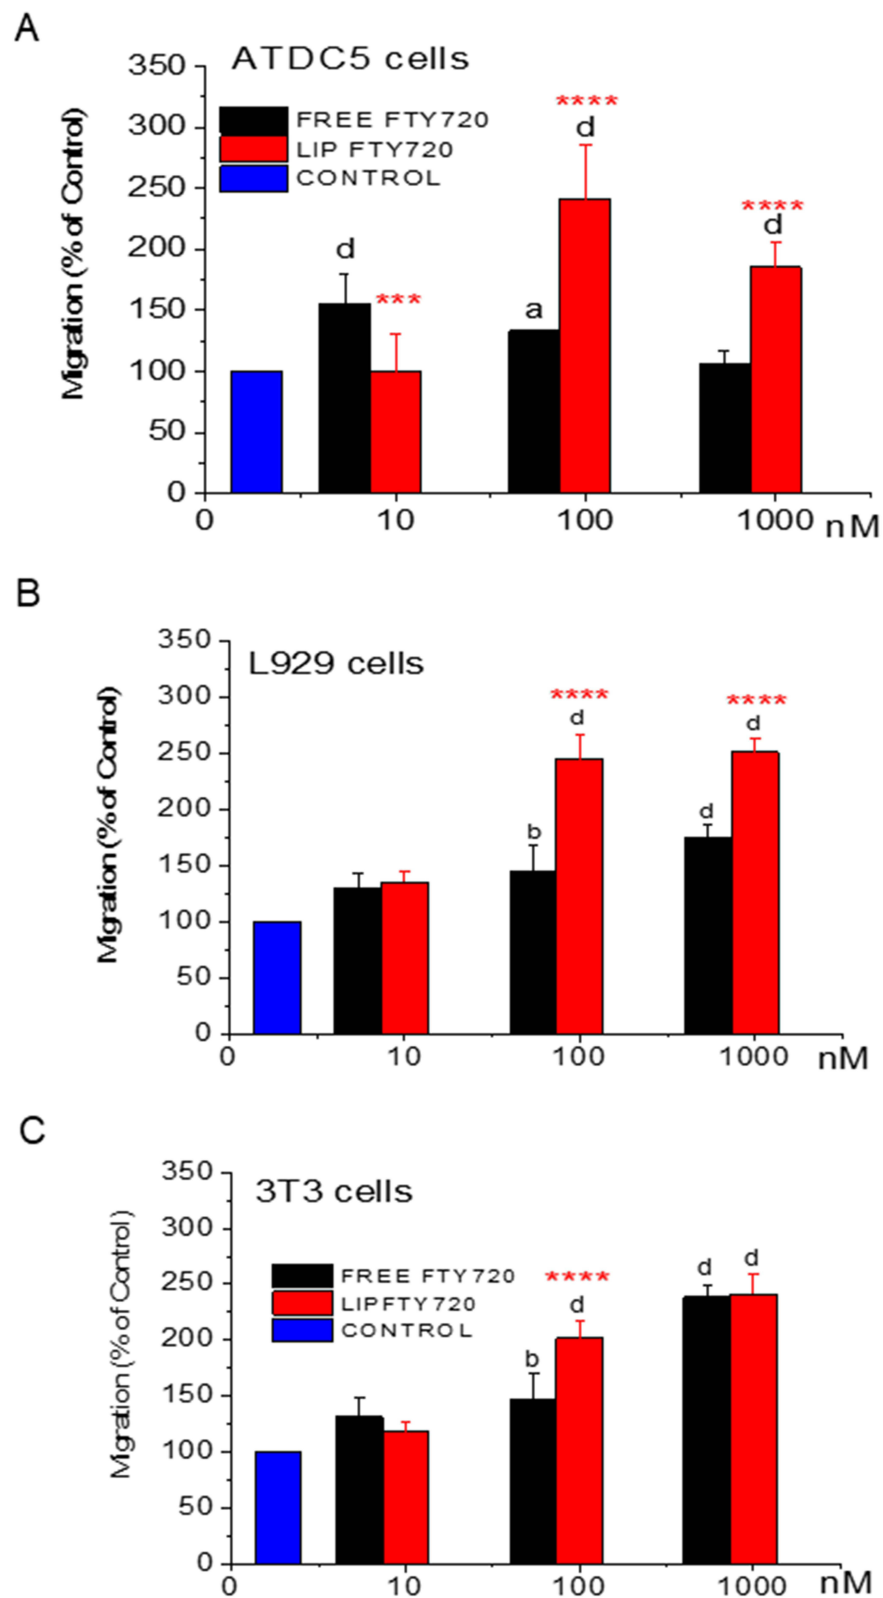 A
ATDC5 cells
FREE FTY720
LIP FTY720
CONTROL
Migration (% of Control)
350
300
250
200
150
100
50
0
d
***
a
****
d
****
d
0 10 100 1000 nM
B
L929 cells
Migration (% of Control)
350
300
250
200
150
100
50
0
b
****
d
d
****
d
0 10 100 1000 nM
C
3T3 cells
FREE FTY720
LIPFTY720
CONTROL
Migration (% of Control)
350
300
250
200
150
100
50
0
b
****
d
d
d
0 10 100 1000 nM